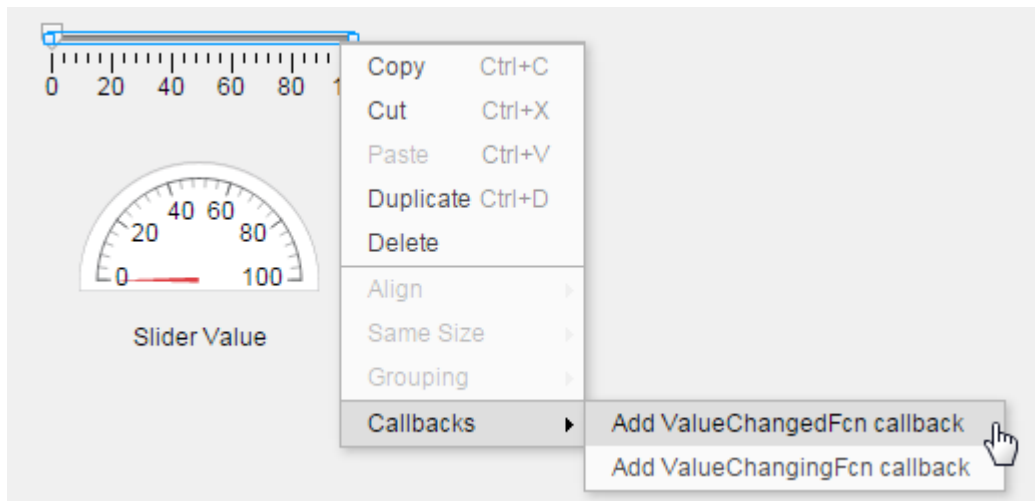 0 20 40 60 80 1
Copy Ctrl+C
Cut Ctrl+X
Paste Ctrl+V
Duplicate Ctrl+D
Delete
Align
Same Size
Grouping
Callbacks
Add ValueChangedFcn callback
Add ValueChangingFcn callback
0 20 40 60 80 100
Slider Value